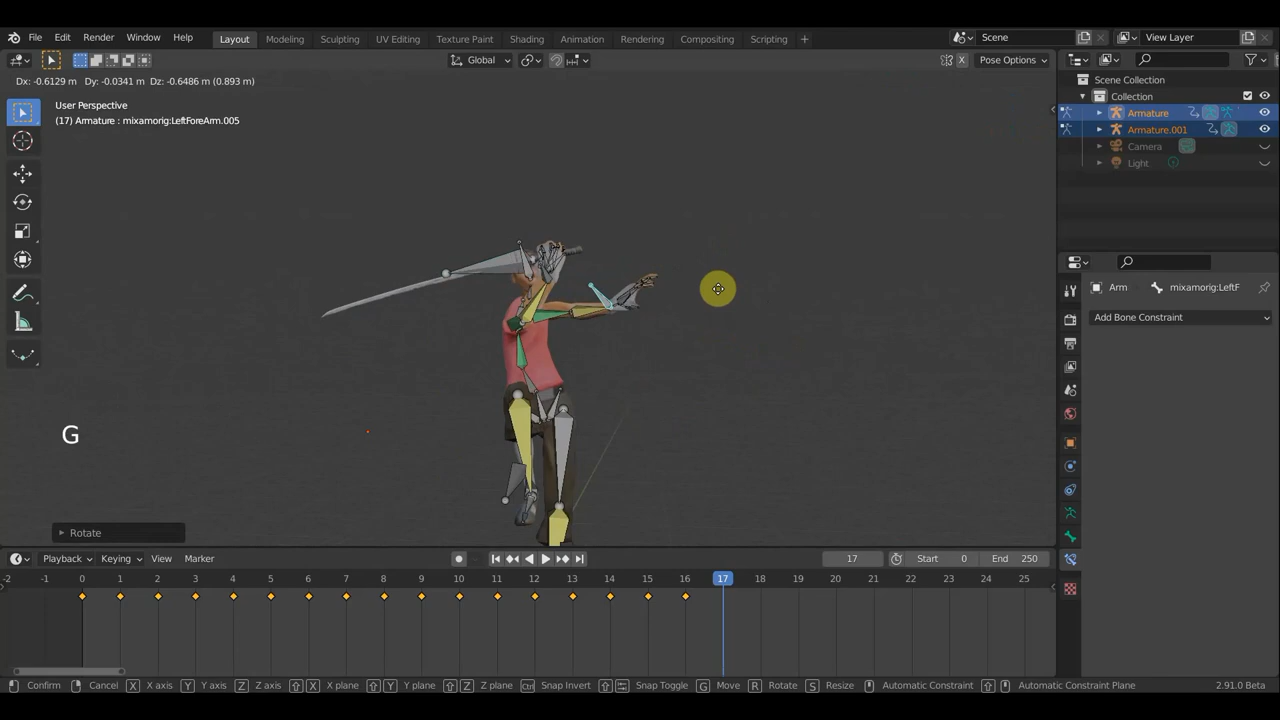 File Edit Render Window Help Layout Modeling Sculpting UV Editing Texture Paint Shading Animation Rendering Compositing Scripting + Scene View Layer
Global X Pose Options
Dx: -0.6129 m Dy: -0.0341 m Dz: -0.6486 m (0.893 m)
Scene Collection
User Perspective
Collection
(17) Armature : mixamorig:LeftForeArm.005
Armature
Armature.001
Camera
Light
Arm mixamorig:LeftF
Add Bone Constraint
G
Rotate
Playback Keying View Marker 17 Start 0 End 250
-2 -1 0 1 2 3 4 5 6 7 8 9 10 11 12 13 14 15 16 17 18 19 20 21 22 23 24 25
Confirm Cancel X X axis Y Y axis Z Z axis X X plane Y Y plane Z Z plane Ctrl Snap Invert Snap Toggle G Move R Rotate S Resize Automatic Constraint Automatic Constraint Plane 2.91.0 Beta